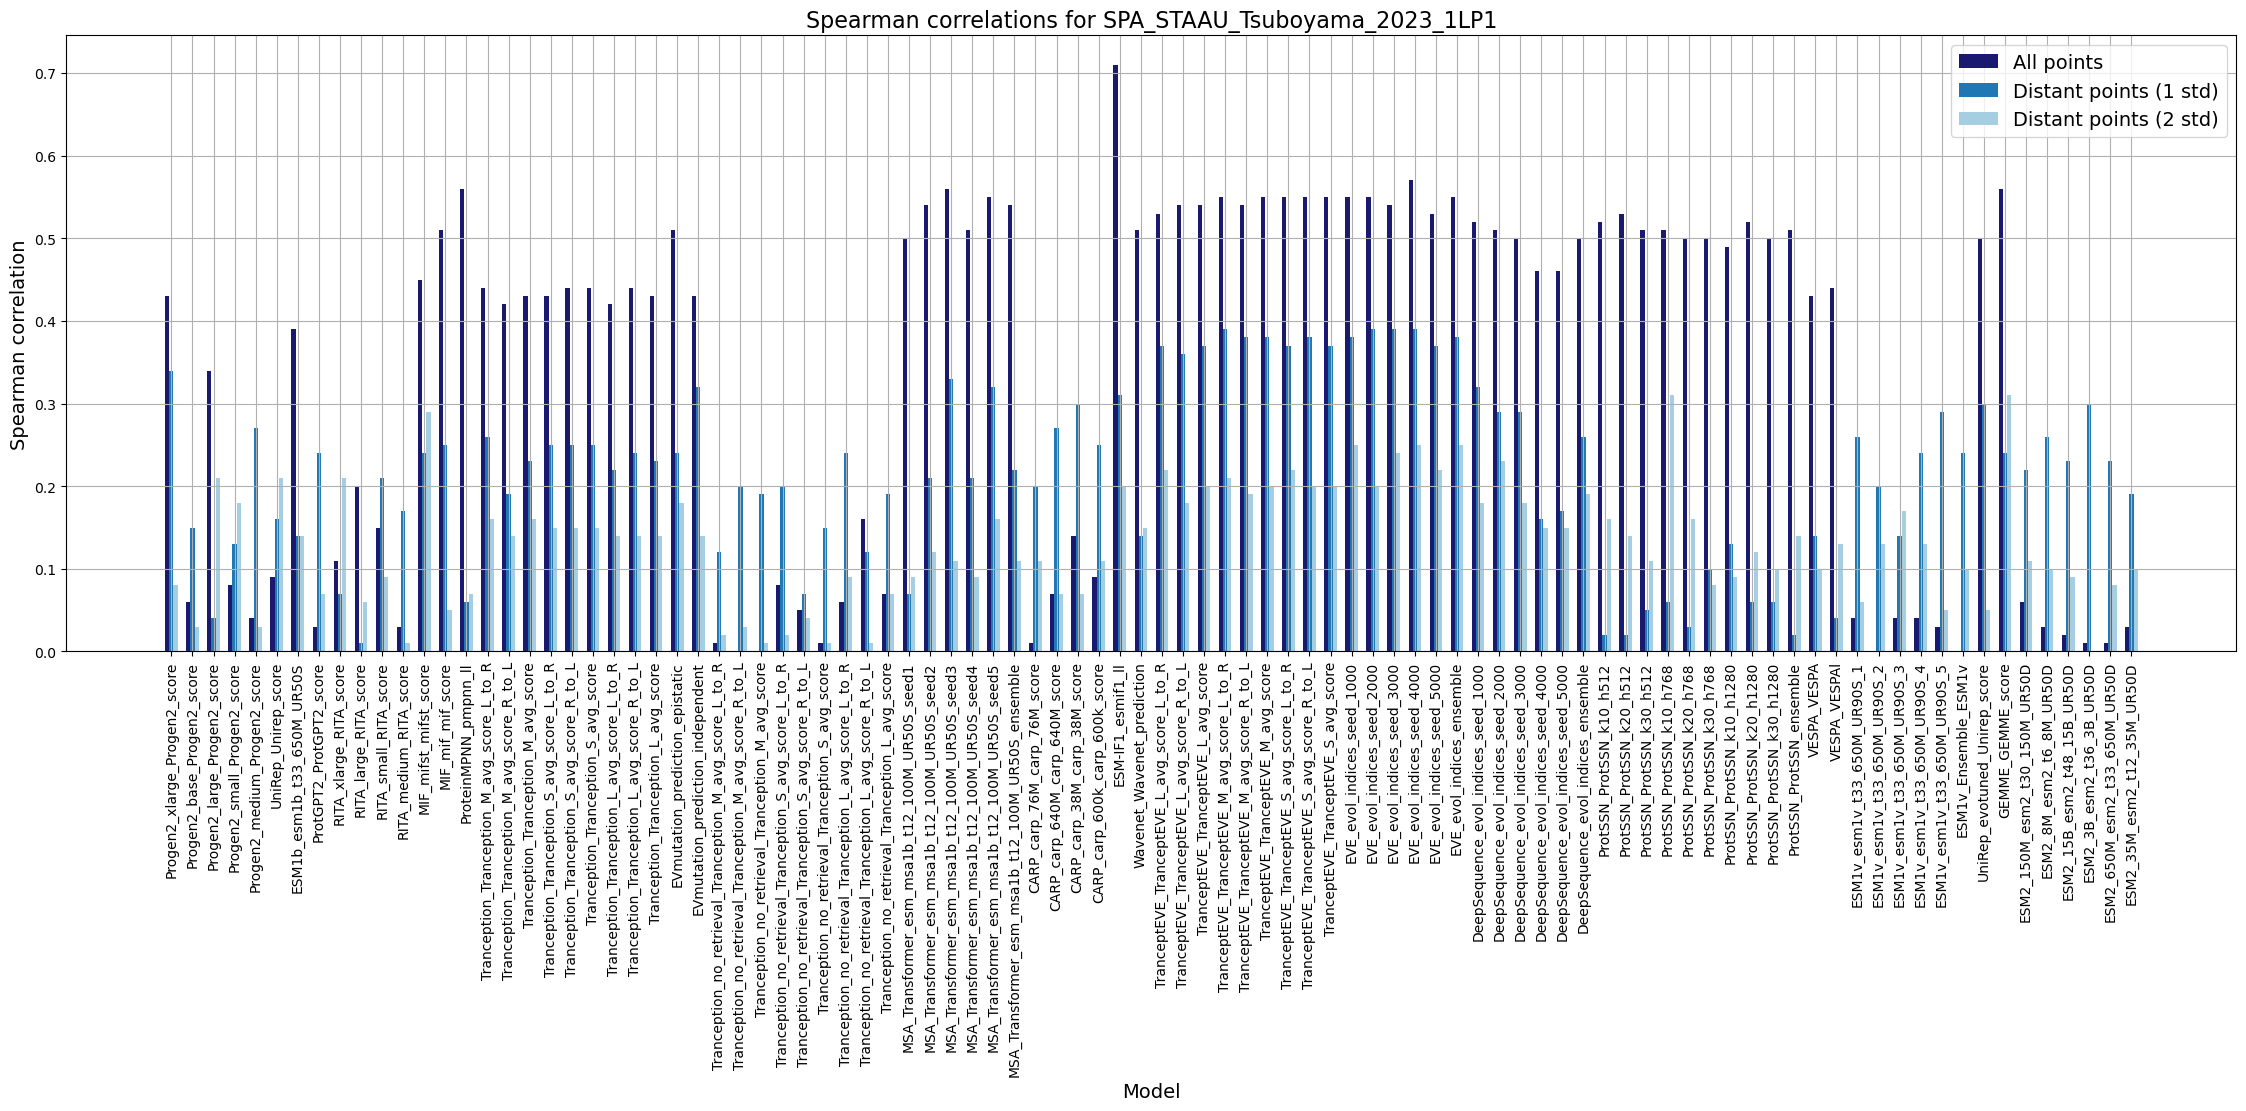 Spearman correlations for SPA_STAAU_Tsuboyama_2023_1LP1
All points
Distant points (1 std)
Distant points (2 std)
Spearman correlation
0.7
0.6
0.5
0.4
0.3
0.2
0.1
0.0
Progen2_xlarge_Progen2_score
Progen2_base_Progen2_score
Progen2_large_Progen2_score
Progen2_small_Progen2_score
Progen2_medium_Progen2_score
UniRep_Unirep_score
ESM1b_esm1b_t33_650M_UR50S
ProtGPT2_ProtGPT2_score
RITA_xlarge_RITA_score
RITA_large_RITA_score
RITA_small_RITA_score
RITA_medium_RITA_score
MIF_mifst_mifst_score
MIF_mif_mif_score
ProteinMPNN_pmpnn_ll
Tranception_Tranception_M_avg_score_L_to_R
Tranception_Tranception_M_avg_score_R_to_L
Tranception_Tranception_M_avg_score
Tranception_Tranception_S_avg_score_L_to_R
Tranception_Tranception_S_avg_score_R_to_L
Tranception_Tranception_S_avg_score
Tranception_Tranception_L_avg_score_L_to_R
Tranception_Tranception_L_avg_score_R_to_L
Tranception_Tranception_L_avg_score
EVmutation_prediction_epistatic
EVmutation_prediction_independent
Tranception_no_retrieval_Tranception_M_avg_score_L_to_R
Tranception_no_retrieval_Tranception_M_avg_score_R_to_L
Tranception_no_retrieval_Tranception_M_avg_score
Tranception_no_retrieval_Tranception_S_avg_score_L_to_R
Tranception_no_retrieval_Tranception_S_avg_score_R_to_L
Tranception_no_retrieval_Tranception_S_avg_score
Tranception_no_retrieval_Tranception_L_avg_score_L_to_R
Tranception_no_retrieval_Tranception_L_avg_score_R_to_L
Tranception_no_retrieval_Tranception_L_avg_score
MSA_Transformer_esm_msa1b_t12_100M_UR50S_seed1
MSA_Transformer_esm_msa1b_t12_100M_UR50S_seed2
MSA_Transformer_esm_msa1b_t12_100M_UR50S_seed3
MSA_Transformer_esm_msa1b_t12_100M_UR50S_seed4
MSA_Transformer_esm_msa1b_t12_100M_UR50S_seed5
MSA_Transformer_esm_msa1b_t12_100M_UR50S_ensemble
CARP_carp_76M_carp_76M_score
CARP_carp_640M_carp_640M_score
CARP_carp_38M_carp_38M_score
CARP_carp_600k_carp_600k_score
ESM-IF1_esmif1_ll
Wavenet_Wavenet_prediction
TranceptEVE_TranceptEVE_L_avg_score_L_to_R
TranceptEVE_TranceptEVE_L_avg_score_R_to_L
TranceptEVE_TranceptEVE_L_avg_score
TranceptEVE_TranceptEVE_M_avg_score_L_to_R
TranceptEVE_TranceptEVE_M_avg_score_R_to_L
TranceptEVE_TranceptEVE_M_avg_score
TranceptEVE_TranceptEVE_S_avg_score_L_to_R
TranceptEVE_TranceptEVE_S_avg_score_R_to_L
TranceptEVE_TranceptEVE_S_avg_score
EVE_evol_indices_seed_1000
EVE_evol_indices_seed_2000
EVE_evol_indices_seed_3000
EVE_evol_indices_seed_4000
EVE_evol_indices_seed_5000
EVE_evol_indices_ensemble
DeepSequence_evol_indices_seed_1000
DeepSequence_evol_indices_seed_2000
DeepSequence_evol_indices_seed_3000
DeepSequence_evol_indices_seed_4000
DeepSequence_evol_indices_seed_5000
DeepSequence_evol_indices_ensemble
ProtSSN_ProtSSN_k10_h512
ProtSSN_ProtSSN_k20_h512
ProtSSN_ProtSSN_k30_h512
ProtSSN_ProtSSN_k10_h768
ProtSSN_ProtSSN_k20_h768
ProtSSN_ProtSSN_k30_h768
ProtSSN_ProtSSN_k10_h1280
ProtSSN_ProtSSN_k20_h1280
ProtSSN_ProtSSN_k30_h1280
ProtSSN_ProtSSN_ensemble
VESPA_VESPA
VESPA_VESPAl
ESM1v_esm1v_t33_650M_UR90S_1
ESM1v_esm1v_t33_650M_UR90S_2
ESM1v_esm1v_t33_650M_UR90S_3
ESM1v_esm1v_t33_650M_UR90S_4
ESM1v_esm1v_t33_650M_UR90S_5
ESM1v_Ensemble_ESM1v
UniRep_evotuned_Unirep_score
GEMME_GEMME_score
ESM2_150M_esm2_t30_150M_UR50D
ESM2_8M_esm2_t6_8M_UR50D
ESM2_15B_esm2_t48_15B_UR50D
ESM2_3B_esm2_t36_3B_UR50D
ESM2_650M_esm2_t33_650M_UR50D
ESM2_35M_esm2_t12_35M_UR50D
Model